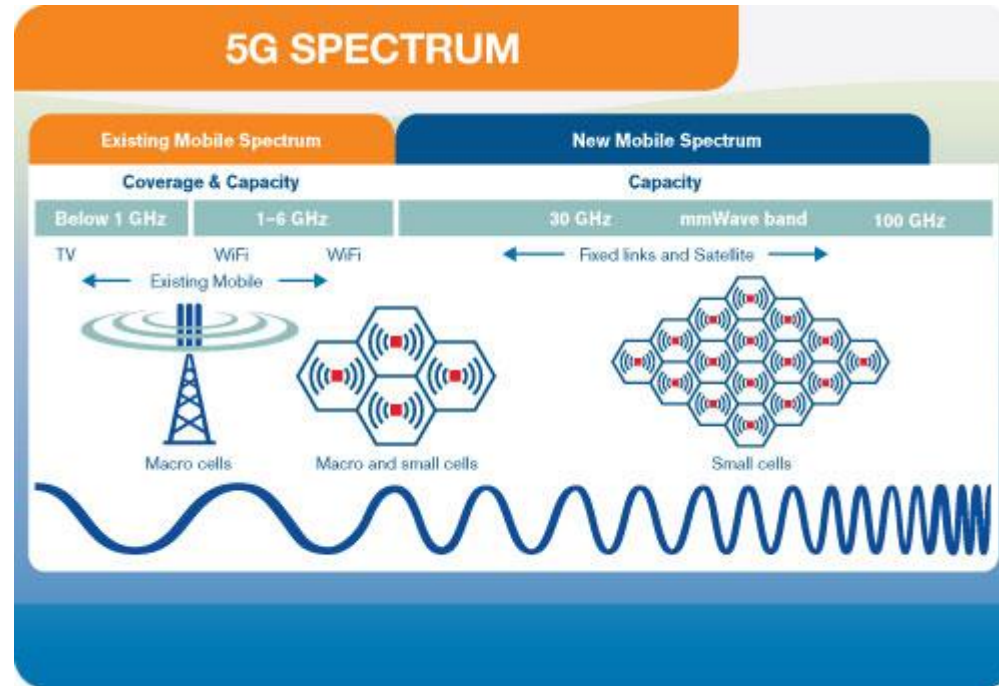 5G SPECTRUM
Existing Mobile Spectrum
New Mobile Spectrum
Coverage & Capacity
Capacity
Below 1 GHz
1–6 GHz
30 GHz
mmWave band
100 GHz
TV
WiFi
WiFi
Fixed links and Satellite
Existing Mobile
Macro cells
Macro and small cells
Small cells